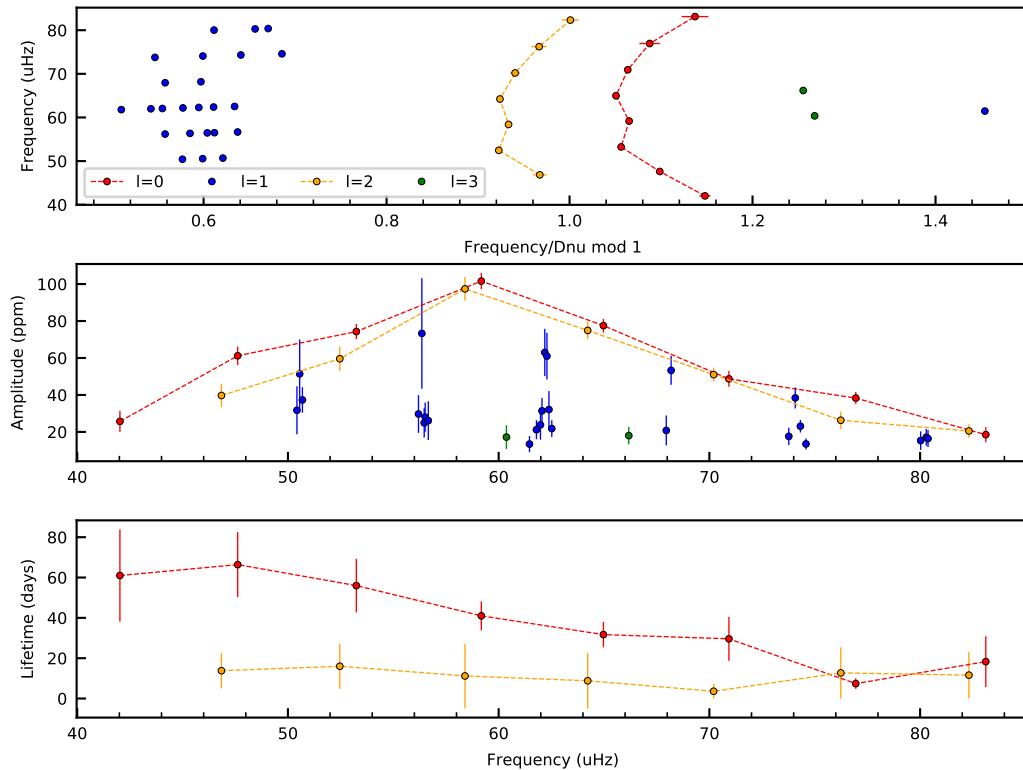 Frequency (uHz)
80
70
60
50
40
l=0 l=1 l=2 l=3
0.6 0.8 1.0 1.2 1.4
Frequency/Dnu mod 1
Amplitude (ppm)
100
80
60
40
20
40 50 60 70 80
Lifetime (days)
80
60
40
20
0
40 50 60 70 80
Frequency (uHz)